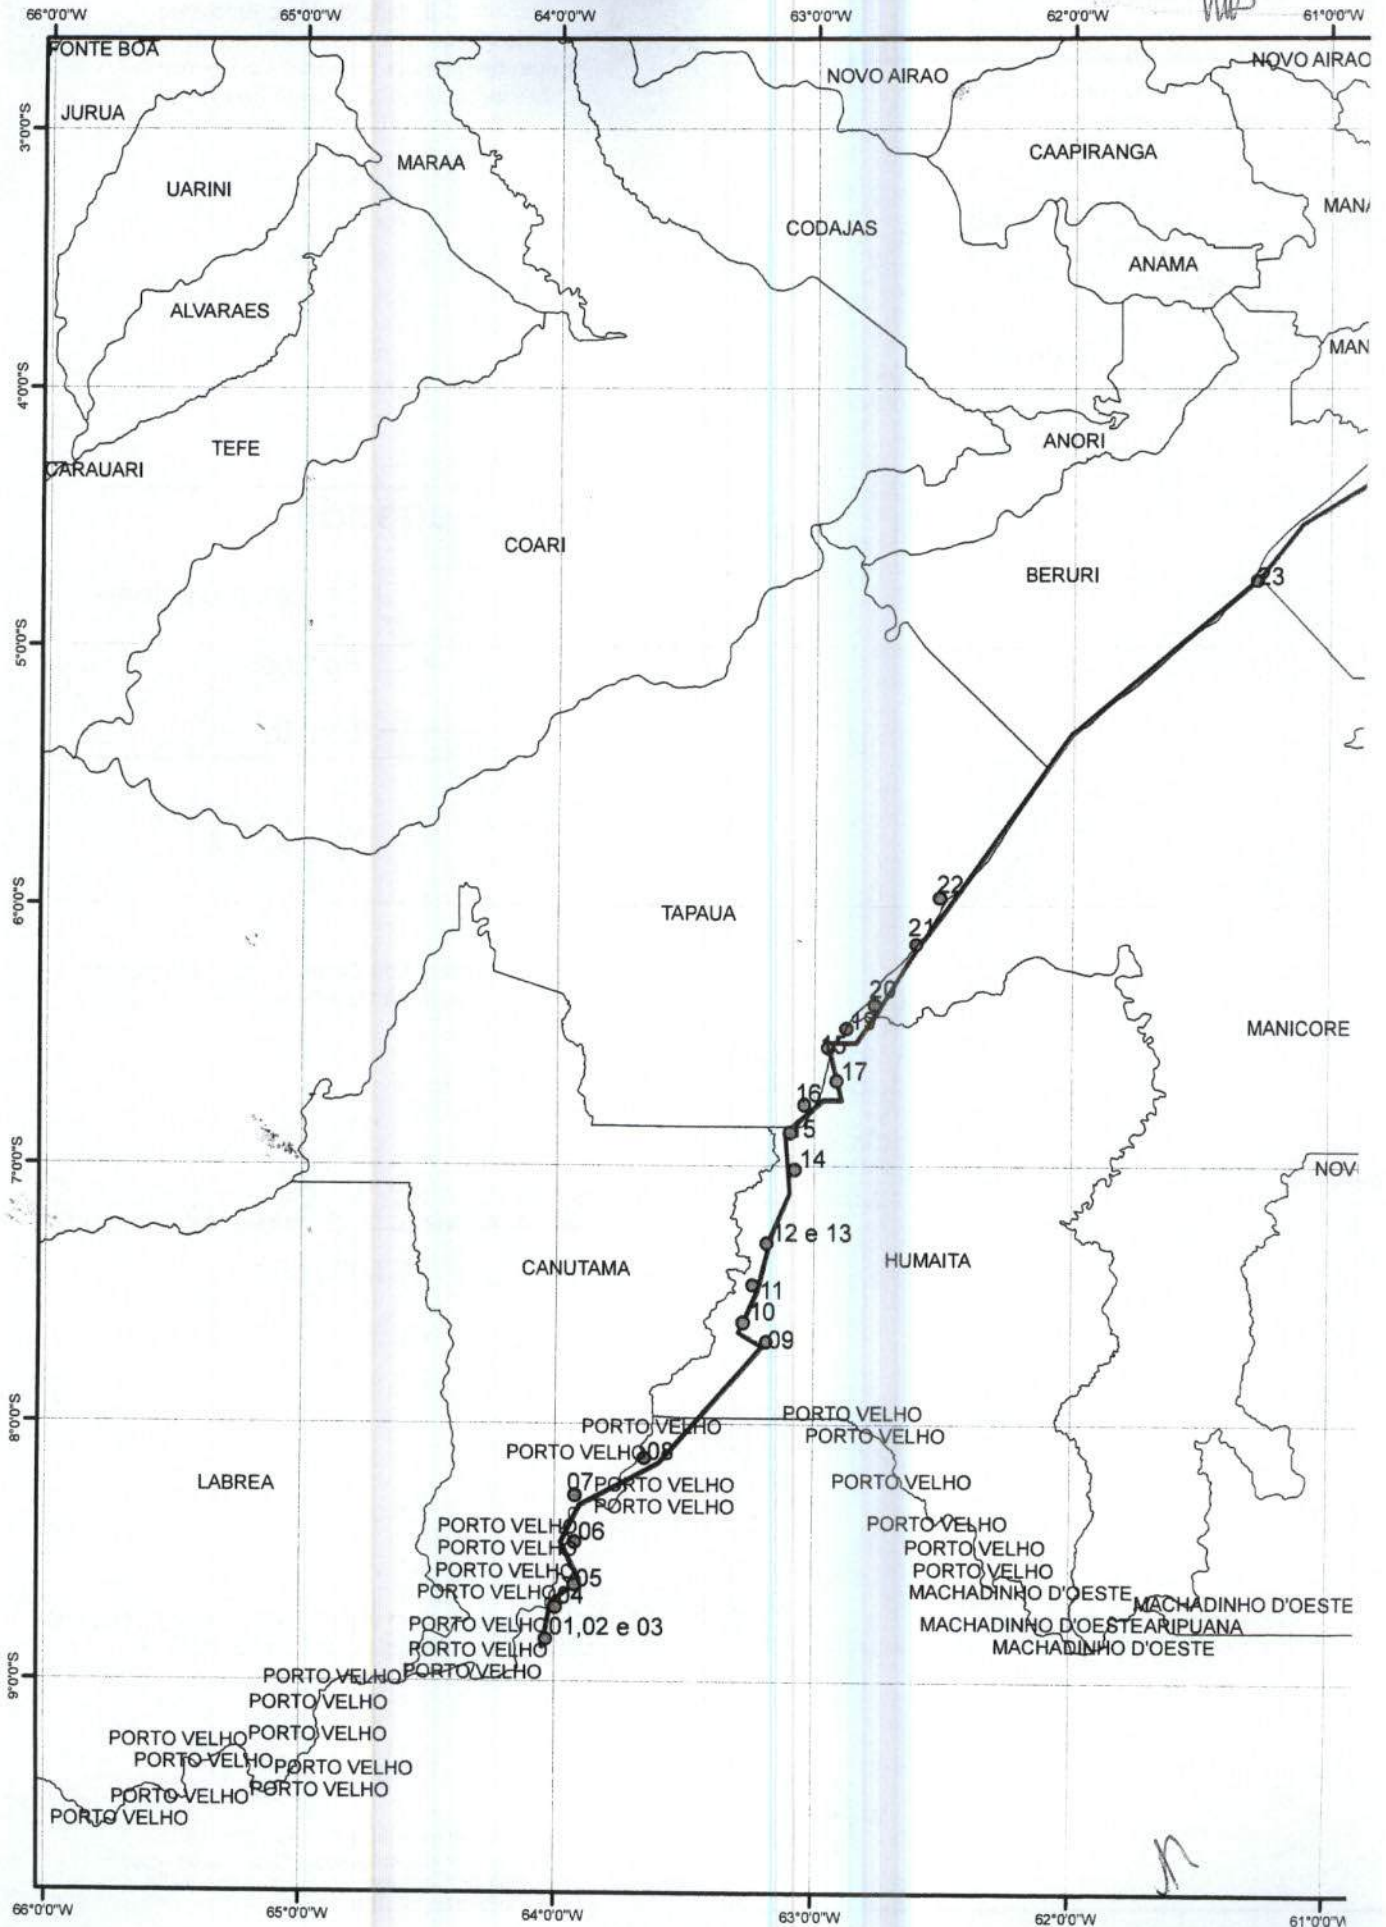 66°0'0"W 65°0'0"W 64°0'0"W 63°0'0"W 62°0'0"W 61°0'0"W
FONTE BOA
NOVO AIRAO
NOVO AIRAO
JURUA
3°0'0"S
CAAPIRANGA
MARAA
UARINI
MANA
CODAJAS
ANAMA
ALVARAES
MAN
4°0'0"S
TEFE
ANORI
CARAUARI
COARI
BERURI
23
5°0'0"S
22
6°0'0"S
TAPAUA
21
20
19
MANICORE
17
16
15
7°0'0"S
14
NOV
12 e 13
CANUTAMA
HUMAITA
11
10
09
8°0'0"S
PORTO VELHO
PORTO VELHO
PORTO VELHO
PORTO VELHO
08
LABREA
07
PORTO VELHO
PORTO VELHO
PORTO VELHO
PORTO VELHO
PORTO VELHO
06
PORTO VELHO
PORTO VELHO
PORTO VELHO
05
PORTO VELHO
PORTO VELHO
04
MACHADINHO D'OESTE
MACHADINHO D'OESTE
PORTO VELHO
01,02 e 03
MACHADINHO D'OESTE
ARIPUANA
PORTO VELHO
MACHADINHO D'OESTE
PORTO VELHO
PORTO VELHO
9°0'0"S
PORTO VELHO
PORTO VELHO
PORTO VELHO
PORTO VELHO
PORTO VELHO
PORTO VELHO
PORTO VELHO
PORTO VELHO
66°0'0"W 65°0'0"W 64°0'0"W 63°0'0"W 62°0'0"W 61°0'0"W